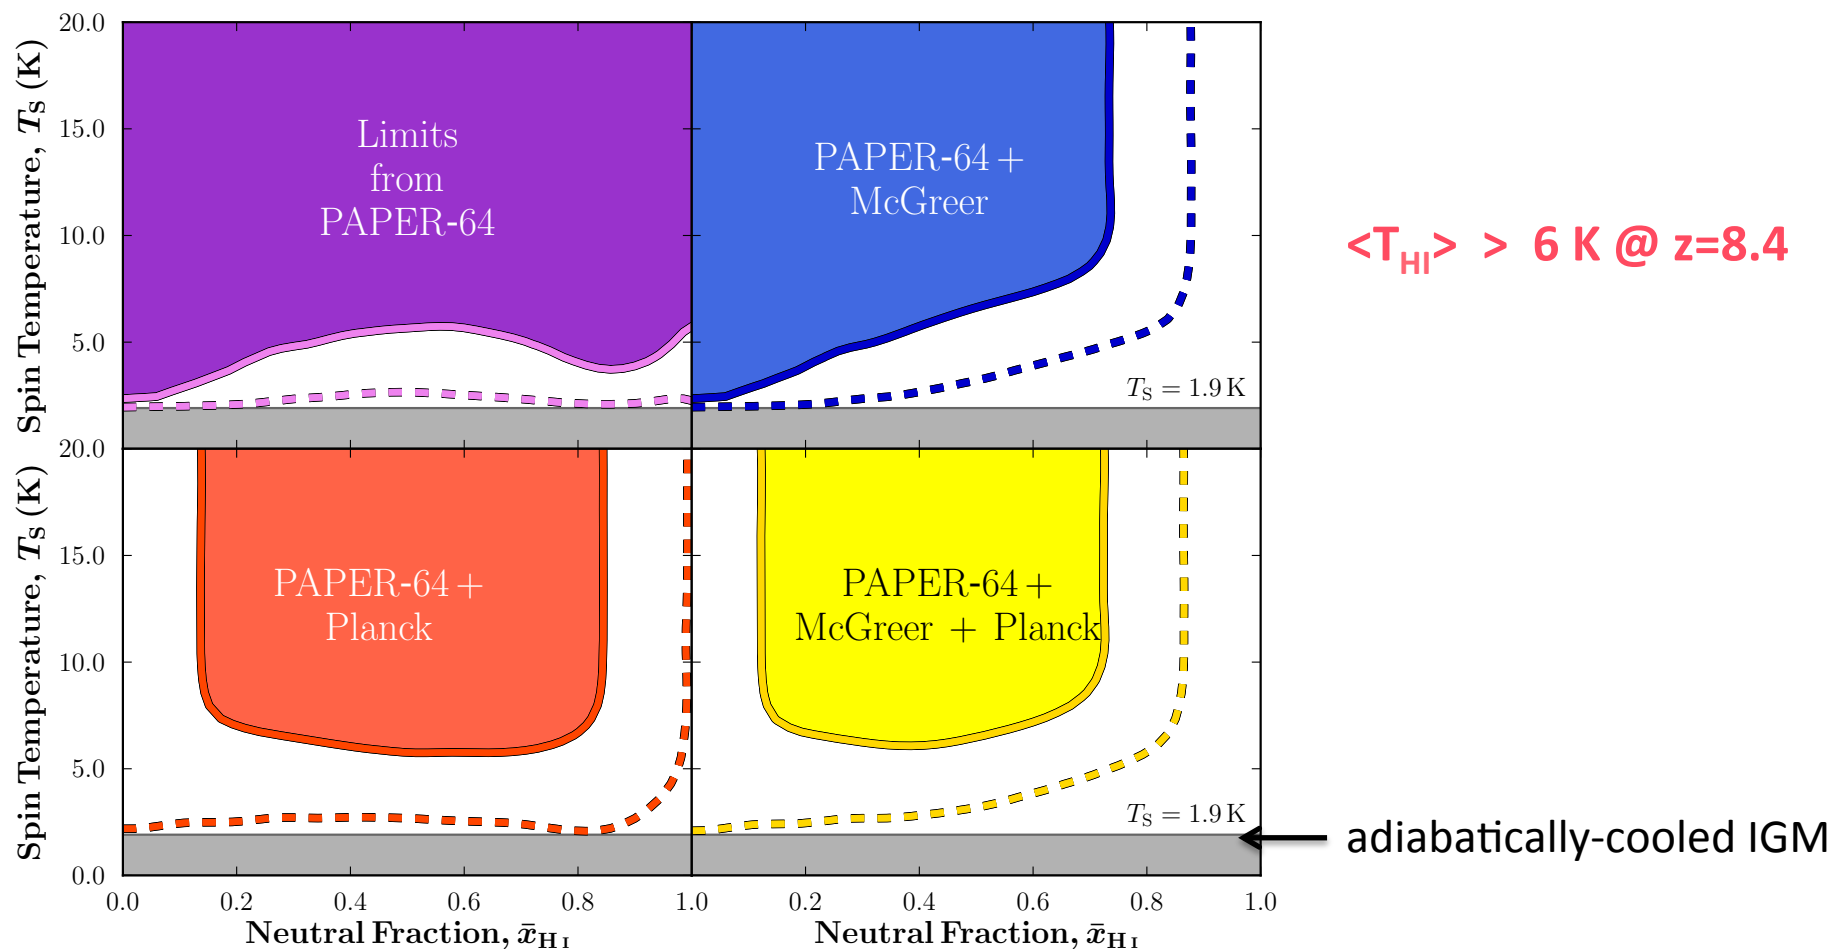 20.0
15.0
10.0
5.0
Spin Temperature, T_S (K)
Limits
from
PAPER-64
PAPER-64 +
McGreer
T_S = 1.9 K
<T_HI> > 6 K @ z=8.4
20.0
15.0
10.0
5.0
0.0
Spin Temperature, T_S (K)
PAPER-64 +
Planck
PAPER-64 +
McGreer + Planck
T_S = 1.9 K
adiabatically-cooled IGM
0.0 0.2 0.4 0.6 0.8 1.0 0.2 0.4 0.6 0.8 1.0
Neutral Fraction, x̄_HI Neutral Fraction, x̄_HI